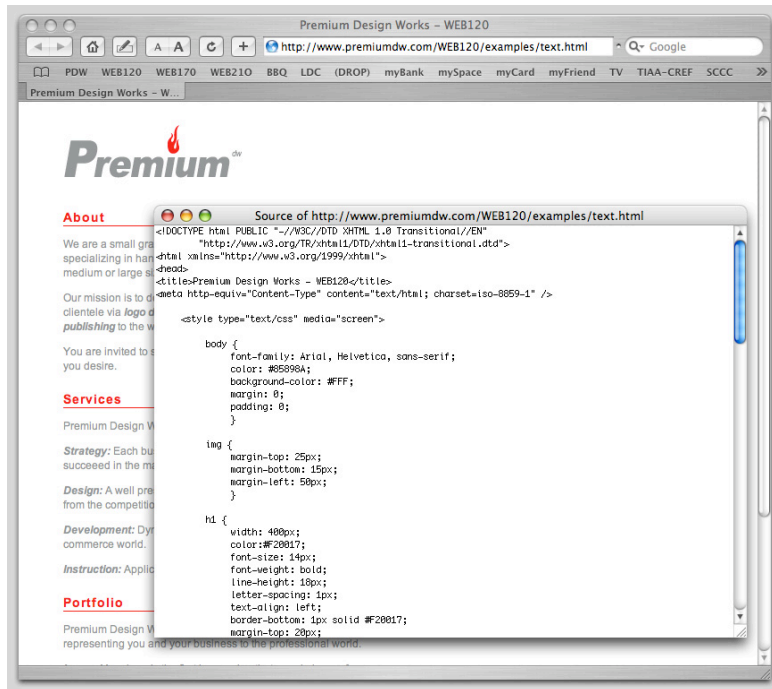 Premium Design Works – WEB120
A A http://www.premiumdw.com/WEB120/examples/text.html Google
PDW WEB120 WEB170 WEB210 BBQ LDC (DROP) myBank mySpace myCard myFriend TV TIAA-CREF SCCC »
Premium Design Works – W...
Premium dw
About
We are a small gra
specializing in han
medium or large si
Our mission is to d
clientele via logo d
publishing to the w
You are invited to s
you desire.
Services
Premium Design W
Strategy: Each bu
succeeed in the ma
Design: A well pre
from the competitio
Development: Dyn
commerce world.
Instruction: Applic
Portfolio
Premium Design W
representing you and your business to the professional world.
Source of http://www.premiumdw.com/WEB120/examples/text.html
<!DOCTYPE html PUBLIC "-//W3C//DTD XHTML 1.0 Transitional//EN"
"http://www.w3.org/TR/xhtml1/DTD/xhtml1-transitional.dtd">
<html xmlns="http://www.w3.org/1999/xhtml">
<head>
<title>Premium Design Works – WEB120</title>
<meta http-equiv="Content-Type" content="text/html; charset=iso-8859-1" />
<style type="text/css" media="screen">
body {
font-family: Arial, Helvetica, sans-serif;
color: #85898A;
background-color: #FFF;
margin: 0;
padding: 0;
}
img {
margin-top: 25px;
margin-bottom: 15px;
margin-left: 50px;
}
h1 {
width: 400px;
color:#F20017;
font-size: 14px;
font-weight: bold;
line-height: 18px;
letter-spacing: 1px;
text-align: left;
border-bottom: 1px solid #F20017;
margin-top: 20px;